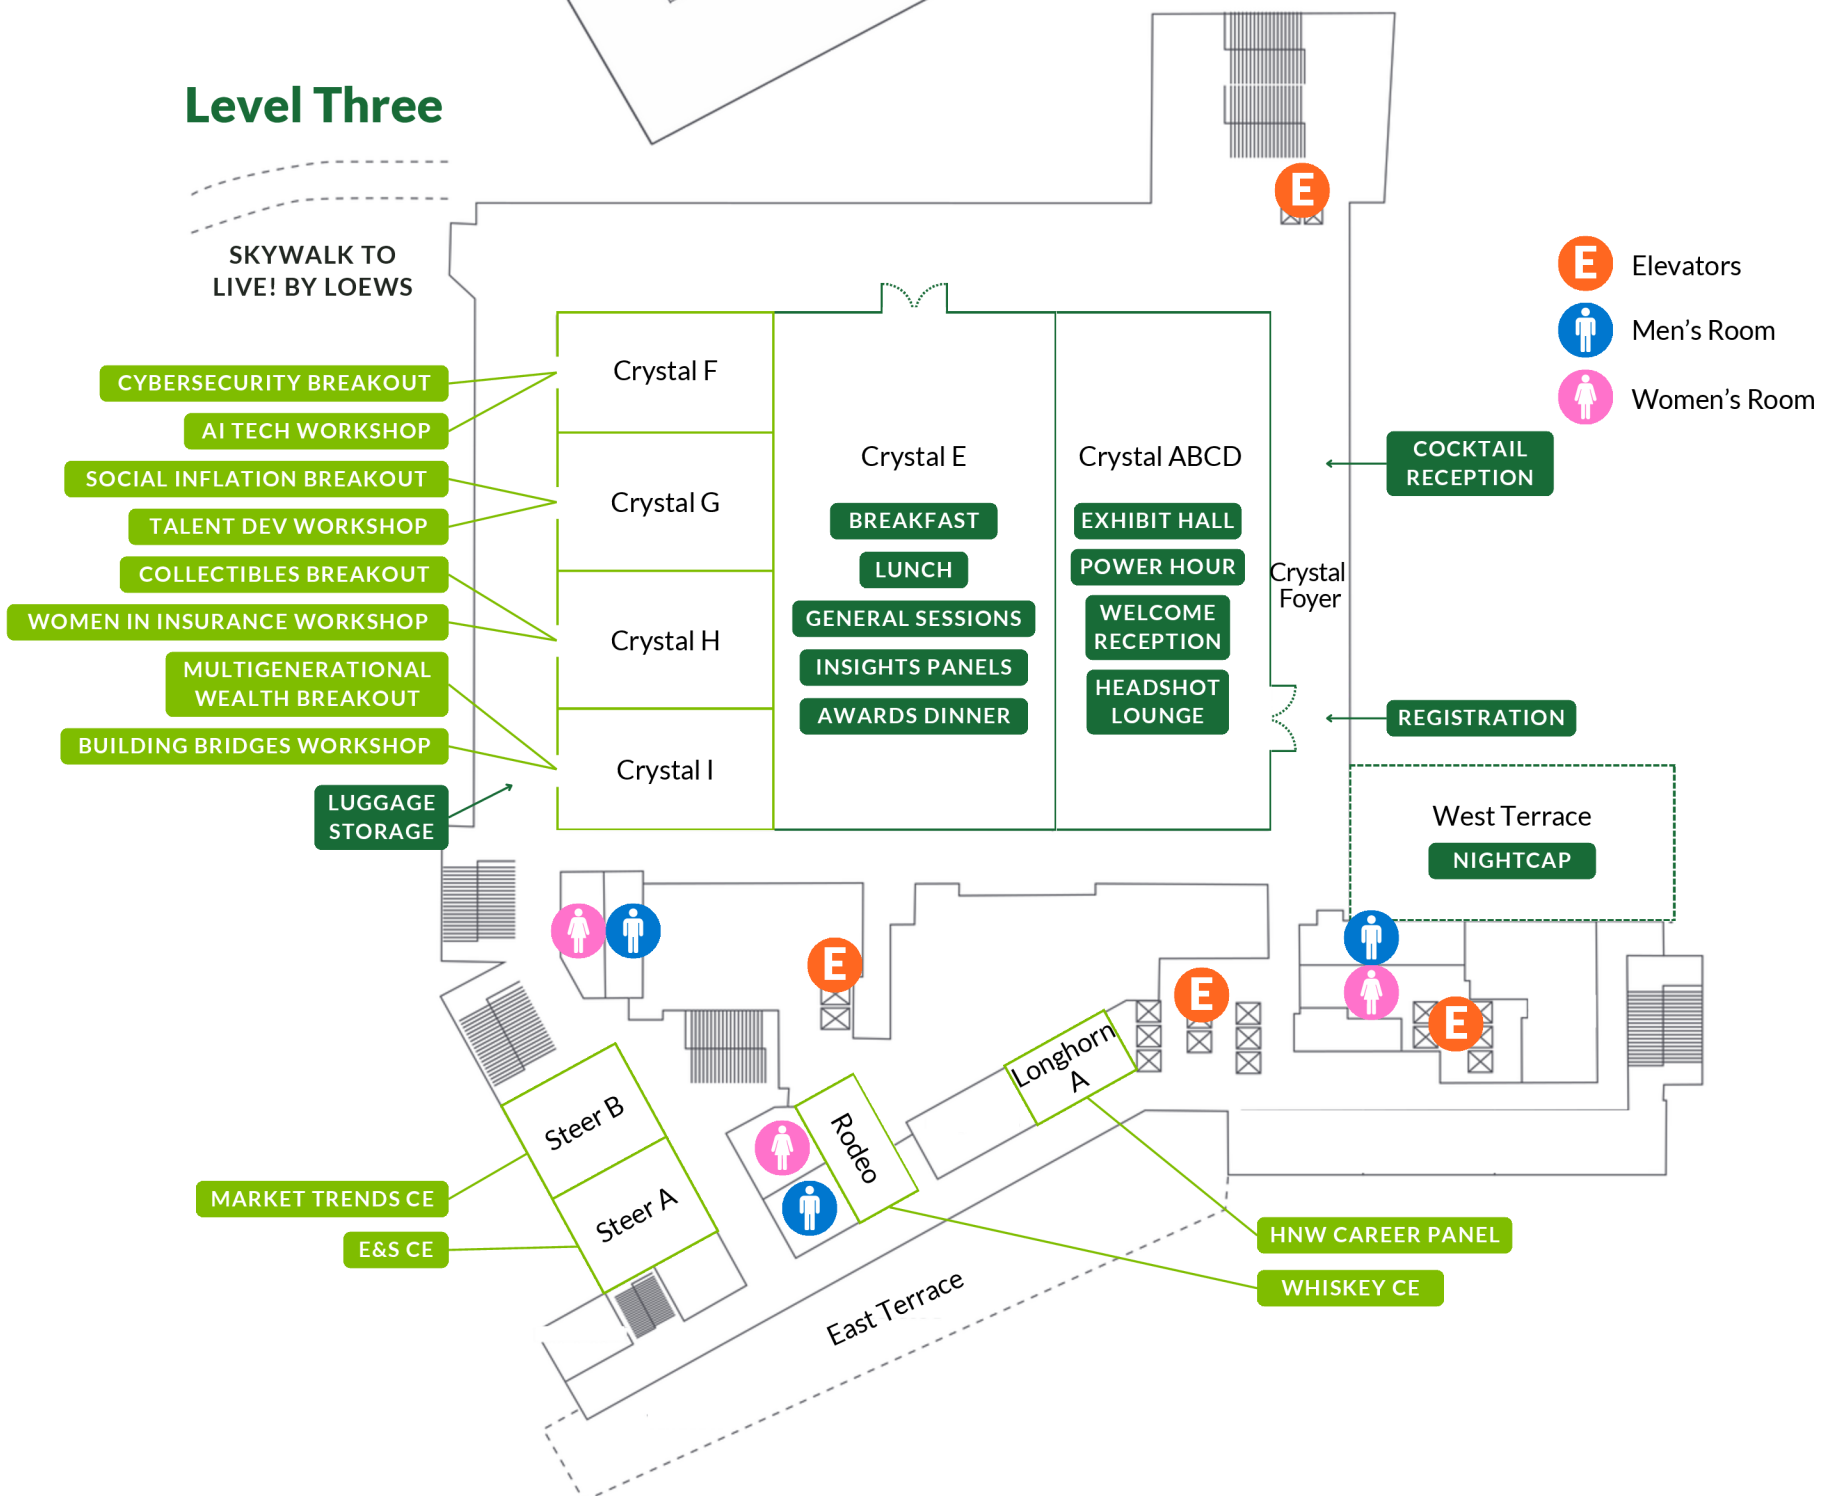 Level Three
SKYWALK TO
LIVE! BY LOEWS
E
E
Elevators
Men's Room
Women's Room
CYBERSECURITY BREAKOUT
AI TECH WORKSHOP
SOCIAL INFLATION BREAKOUT
TALENT DEV WORKSHOP
COLLECTIBLES BREAKOUT
WOMEN IN INSURANCE WORKSHOP
MULTIGENERATIONAL
WEALTH BREAKOUT
BUILDING BRIDGES WORKSHOP
LUGGAGE
STORAGE
Crystal F
Crystal G
Crystal H
Crystal I
Crystal E
BREAKFAST
LUNCH
GENERAL SESSIONS
INSIGHTS PANELS
AWARDS DINNER
Crystal ABCD
EXHIBIT HALL
POWER HOUR
WELCOME
RECEPTION
HEADSHOT
LOUNGE
Crystal
Foyer
COCKTAIL
RECEPTION
REGISTRATION
West Terrace
NIGHTCAP
E
E
E
Longhorn
A
Steer B
Steer A
Rodeo
MARKET TRENDS CE
E&S CE
HNW CAREER PANEL
WHISKEY CE
East Terrace